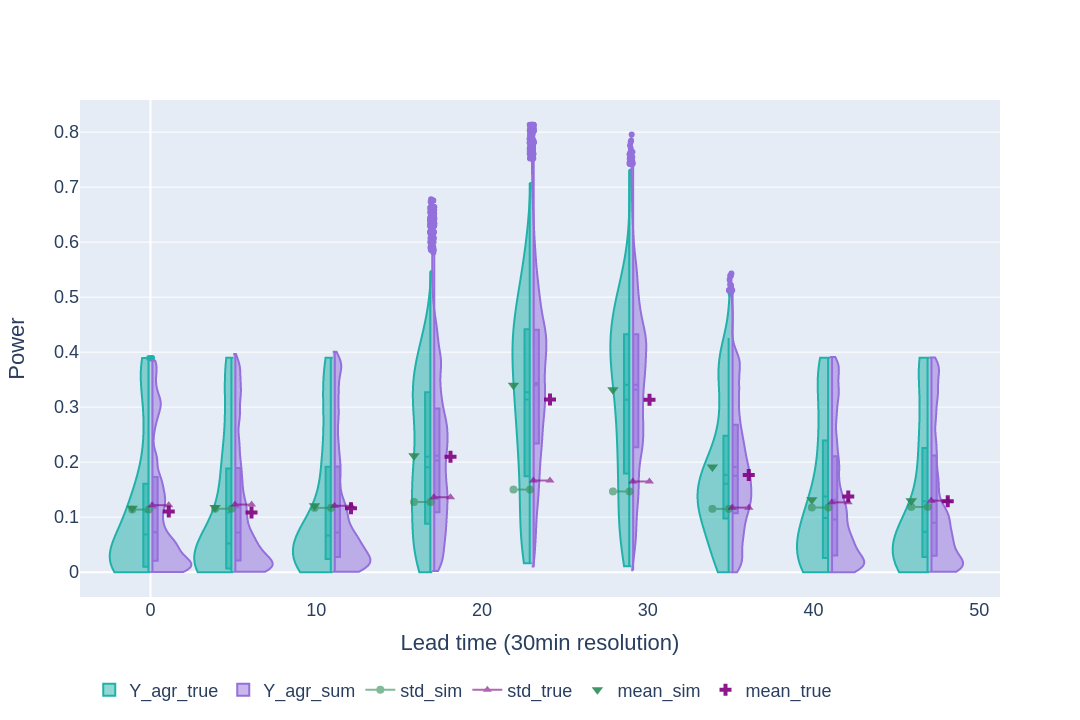 0.8
0.7
0.6
0.5
0.4
0.3
0.2
0.1
0
Power
0 10 20 30 40 50
Lead time (30min resolution)
Y_agr_true Y_agr_sum std_sim std_true mean_sim mean_true